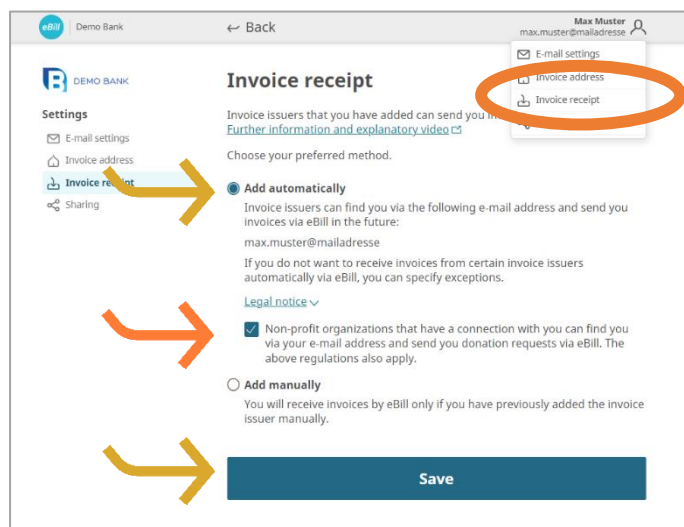 eBill Demo Bank
← Back
Max Muster
max.muster@mailadresse
E-mail settings
Invoice address
Invoice receipt
B DEMO BANK
Settings
E-mail settings
Invoice address
Invoice receipt
Sharing
Invoice receipt
Invoice issuers that you have added can send you
Further information and explanatory video
Choose your preferred method.
Add automatically
Invoice issuers can find you via the following e-mail address and send you
invoices via eBill in the future:
max.muster@mailadresse
If you do not want to receive invoices from certain invoice issuers
automatically via eBill, you can specify exceptions.
Legal notice
Non-profit organizations that have a connection with you can find you
via your e-mail address and send you donation requests via eBill. The
above regulations also apply.
Add manually
You will receive invoices by eBill only if you have previously added the invoice
issuer manually.
Save